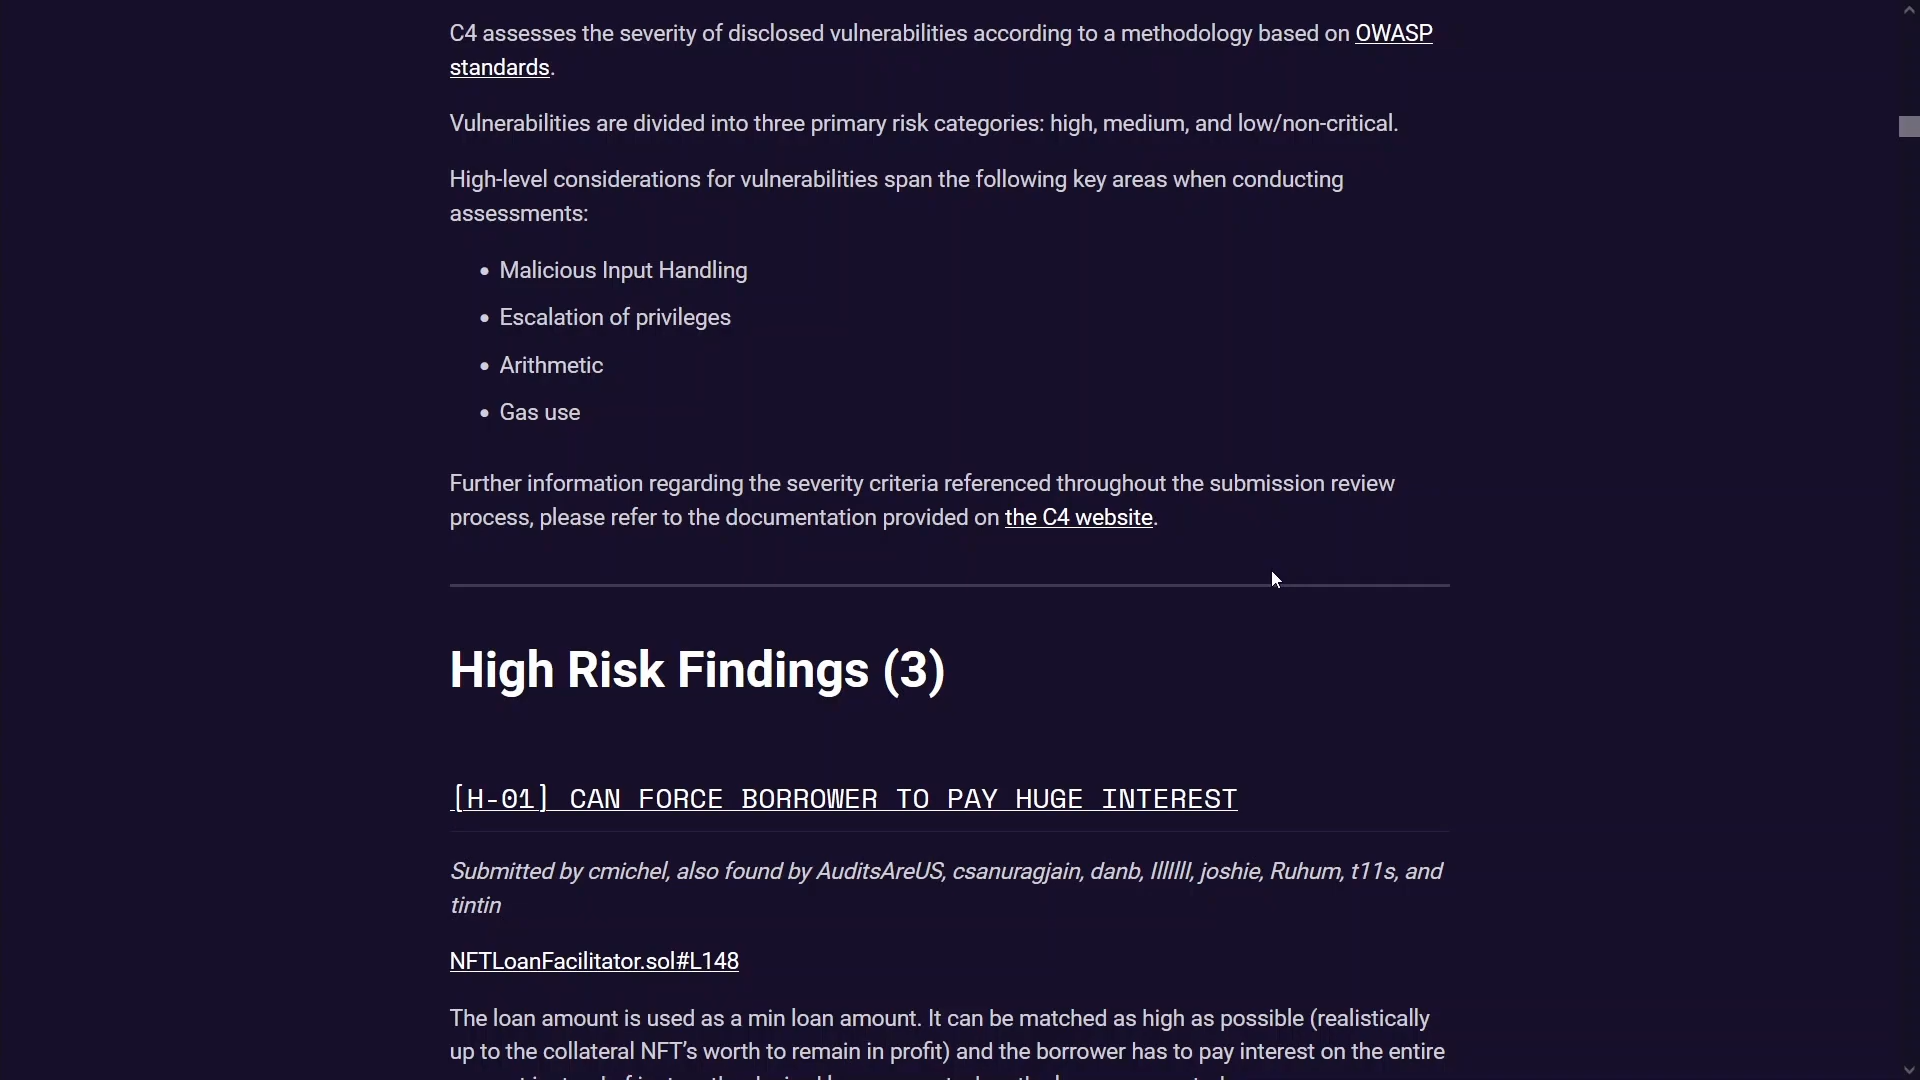 C4 assesses the severity of disclosed vulnerabilities according to a methodology based on OWASP
standards.
Vulnerabilities are divided into three primary risk categories: high, medium, and low/non-critical.
High-level considerations for vulnerabilities span the following key areas when conducting
assessments:
• Malicious Input Handling
• Escalation of privileges
• Arithmetic
• Gas use
Further information regarding the severity criteria referenced throughout the submission review
process, please refer to the documentation provided on the C4 website.
High Risk Findings (3)
[H-01] CAN FORCE BORROWER TO PAY HUGE INTEREST
Submitted by cmichel, also found by AuditsAreUS, csanuragjain, danb, joshie, Ruhum, t11s, and
tintin
NFTLoanFacilitator.sol#L148
The loan amount is used as a min loan amount. It can be matched as high as possible (realistically
up to the collateral NFT’s worth to remain in profit) and the borrower has to pay interest on the entire